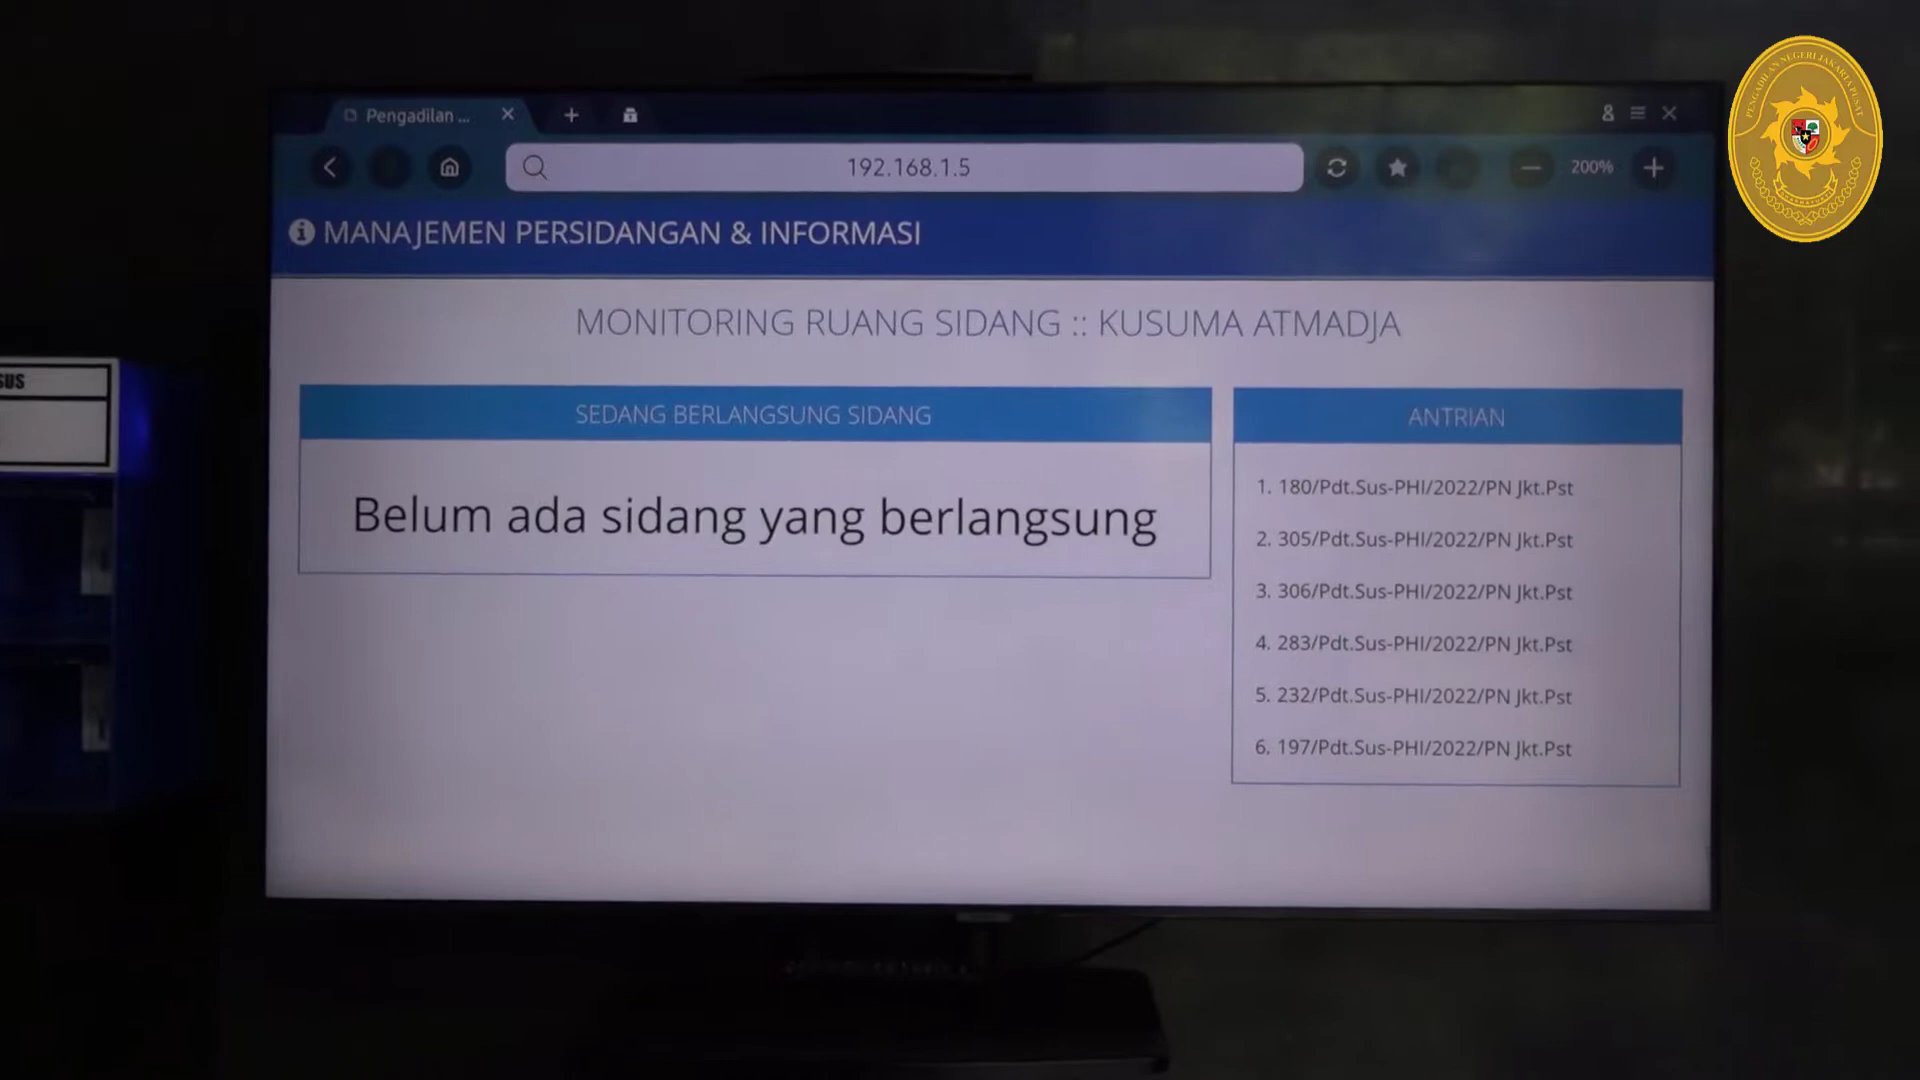 PENGADILAN NEGERI JAKARTA PUSAT
Pengadilan ...
192.168.1.5
200%
MANAJEMEN PERSIDANGAN & INFORMASI
MONITORING RUANG SIDANG :: KUSUMA ATMADJA
SUS
SEDANG BERLANGSUNG SIDANG
Belum ada sidang yang berlangsung
ANTRIAN
1. 180/Pdt.Sus-PHI/2022/PN Jkt.Pst
2. 305/Pdt.Sus-PHI/2022/PN Jkt.Pst
3. 306/Pdt.Sus-PHI/2022/PN Jkt.Pst
4. 283/Pdt.Sus-PHI/2022/PN Jkt.Pst
5. 232/Pdt.Sus-PHI/2022/PN Jkt.Pst
6. 197/Pdt.Sus-PHI/2022/PN Jkt.Pst